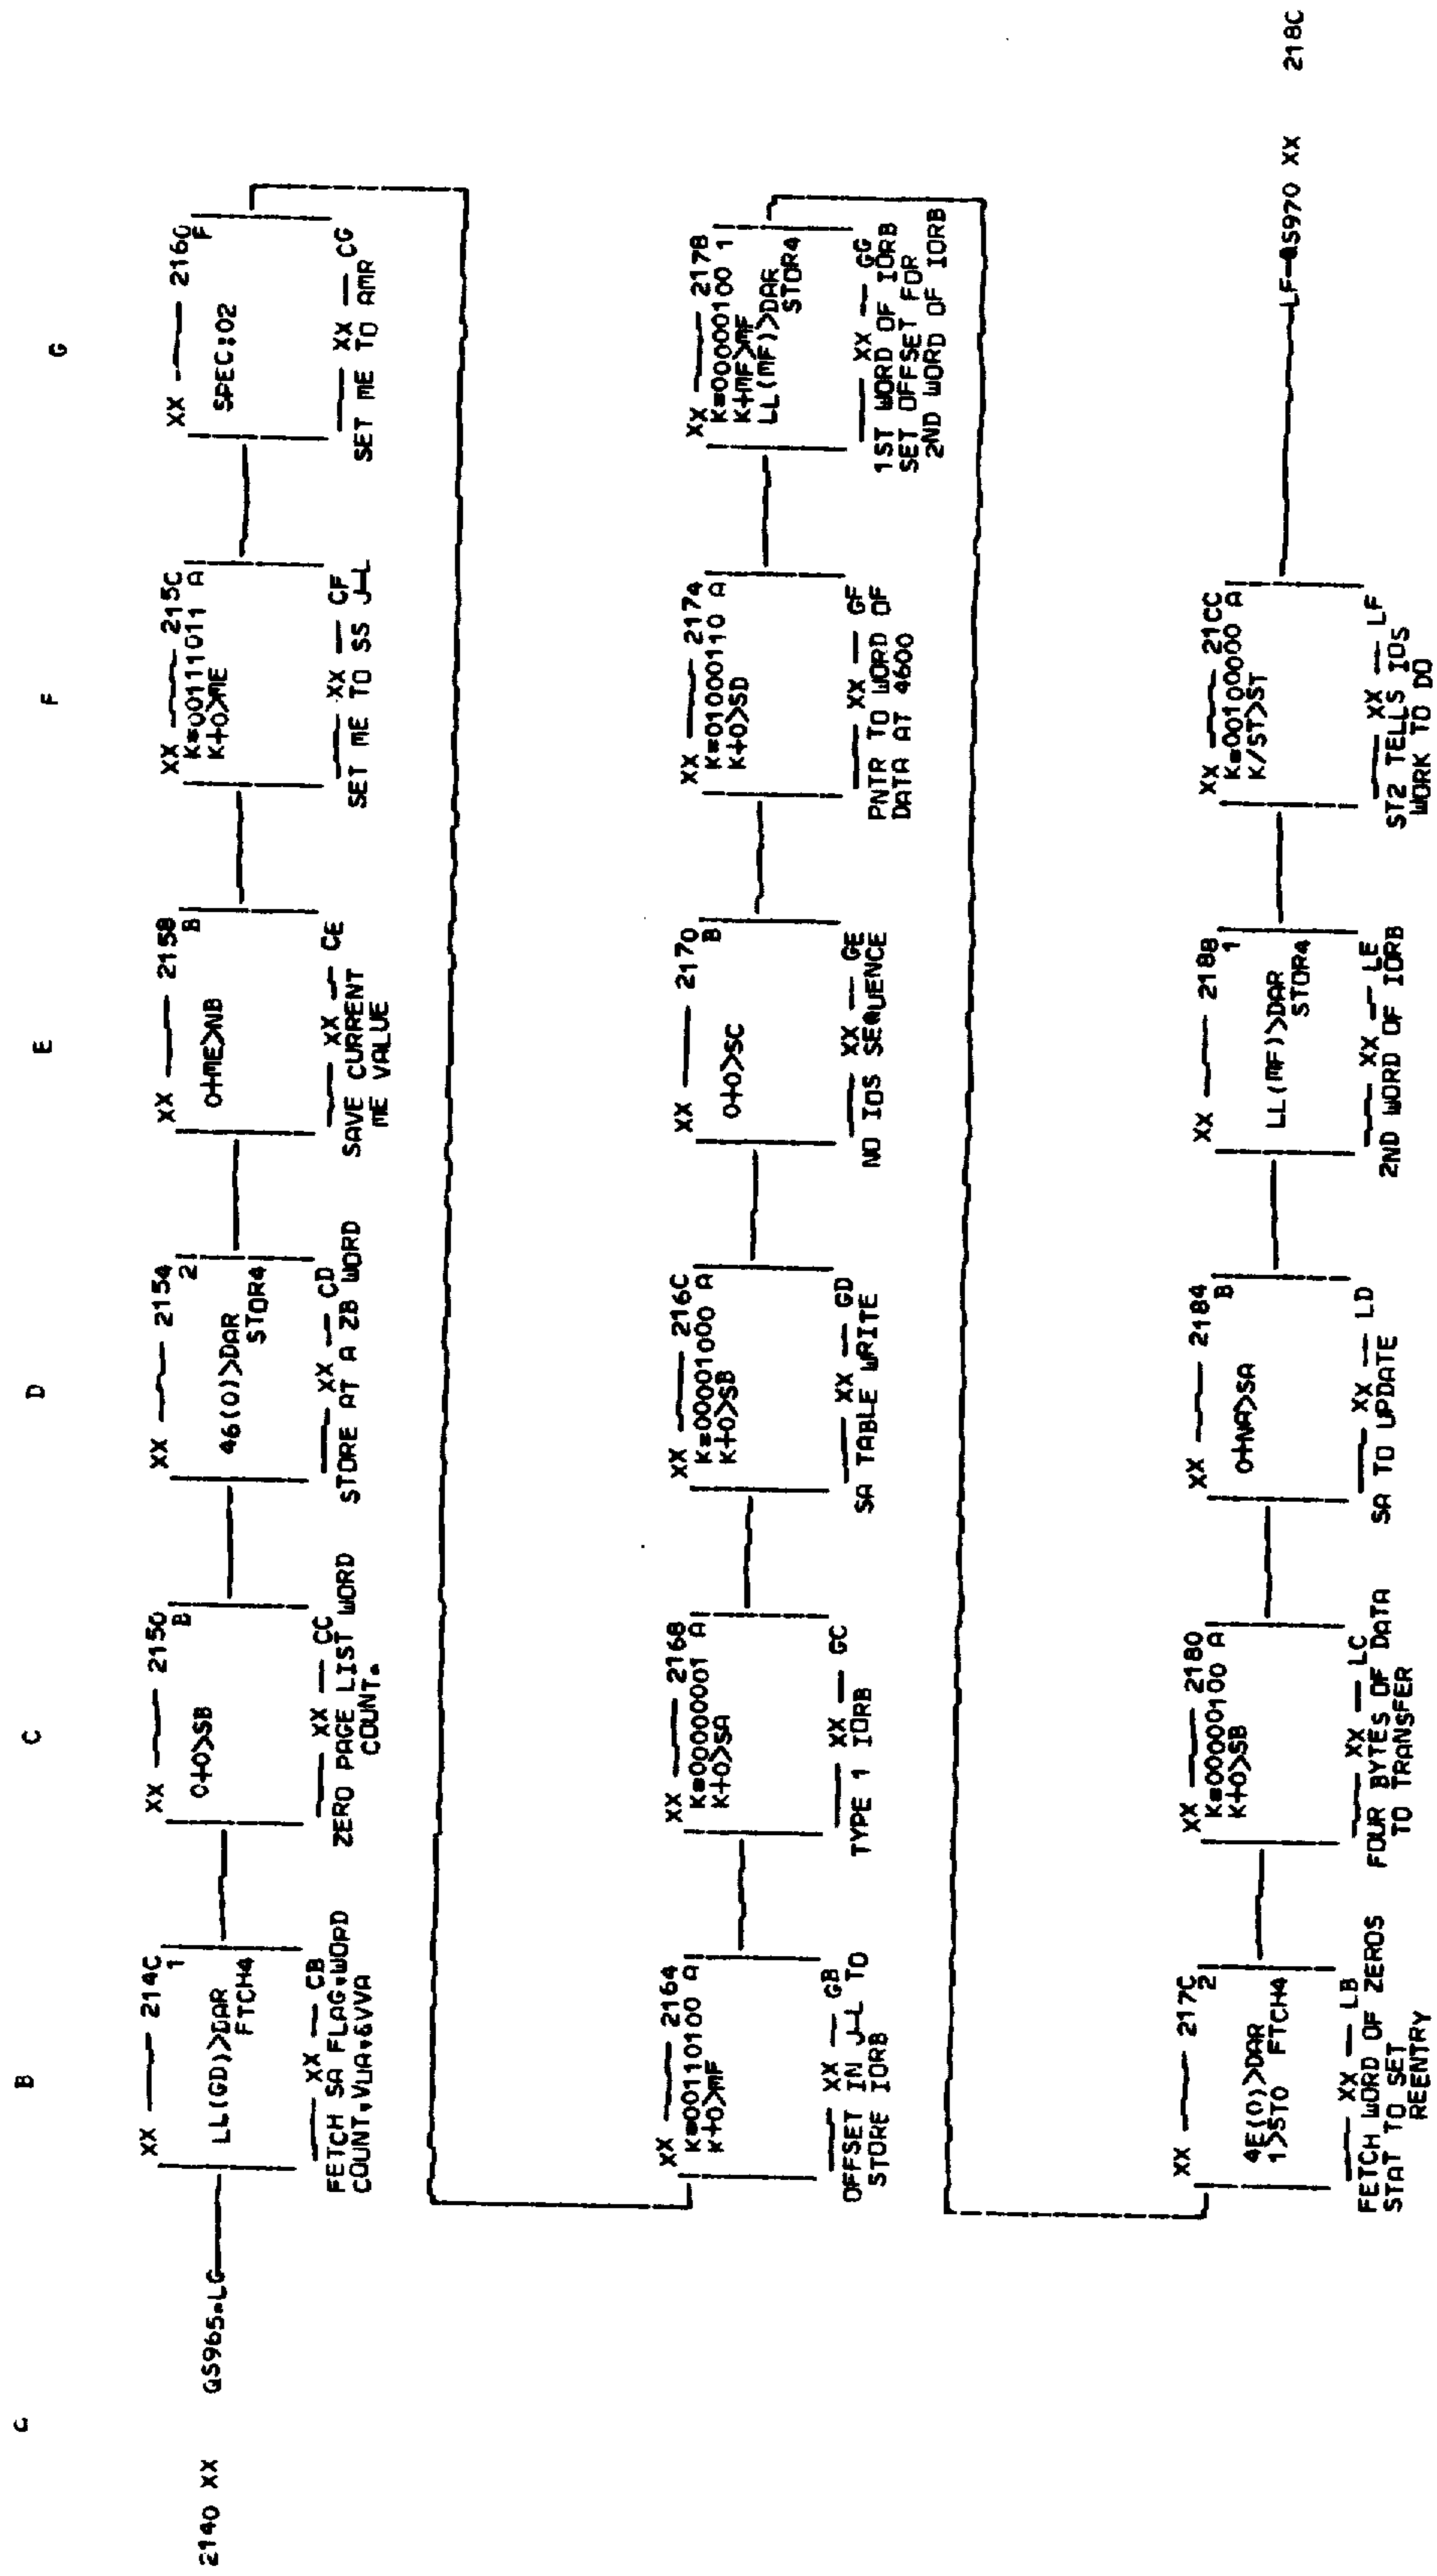 C B C D E F G
2140 XX QS965.LG
XX 214C
1
LL(GD)>DAR
FTCH4
XX CB
FETCH SA FLAG,WORD
COUNT,VUA,&VVA
XX 2150
B
0+0>SB
XX CC
ZERO PAGE LIST WORD
COUNT.
XX 2154
2
46(0)>DAR
STOR4
XX CD
STORE AT A ZB WORD
XX 2158
B
0+ME>NB
XX CE
SAVE CURRENT
ME VALUE
XX 215C
K=00111011 A
K+0>ME
XX CF
SET ME TO SS J-L
XX 2160
F
SPEC:02
XX CG
SET ME TO AMR
XX 2164
K=00110100 A
K+0>MF
XX GB
OFFSET IN J-L TO
STORE IORB
XX 2168
K=00000001 A
K+0>SA
XX GC
TYPE 1 IORB
XX 216C
K=00001000 A
K+0>SB
XX GD
SA TABLE WRITE
XX 2170
B
0+0>SC
XX GE
NO IOS SEQUENCE
XX 2174
K=01000110 A
K+0>SD
XX GF
PNTR TO WORD OF
DATA AT 4600
XX 2178
K=00000100 1
K+MF>MF
LL(MF)>DAR
STOR4
XX GG
1ST WORD OF IORB
SET OFFSET FOR
2ND WORD OF IORB
XX 217C
2
4E(0)>DAR
1>STO FTCH4
XX LB
FETCH WORD OF ZEROS
STAT TO SET
REENTRY
XX 2180
K=00000100 A
K+0>SB
XX LC
FOUR BYTES OF DATA
TO TRANSFER
XX 2184
B
0+NA>SA
XX LD
SA TO UPDATE
XX 2188
1
LL(MF)>DAR
STOR4
XX LE
2ND WORD OF IORB
XX 21CC
K=00100000 A
K/ST>ST
XX LF
ST2 TELLS IOS
WORK TO DO
LF-QS970 XX 218C